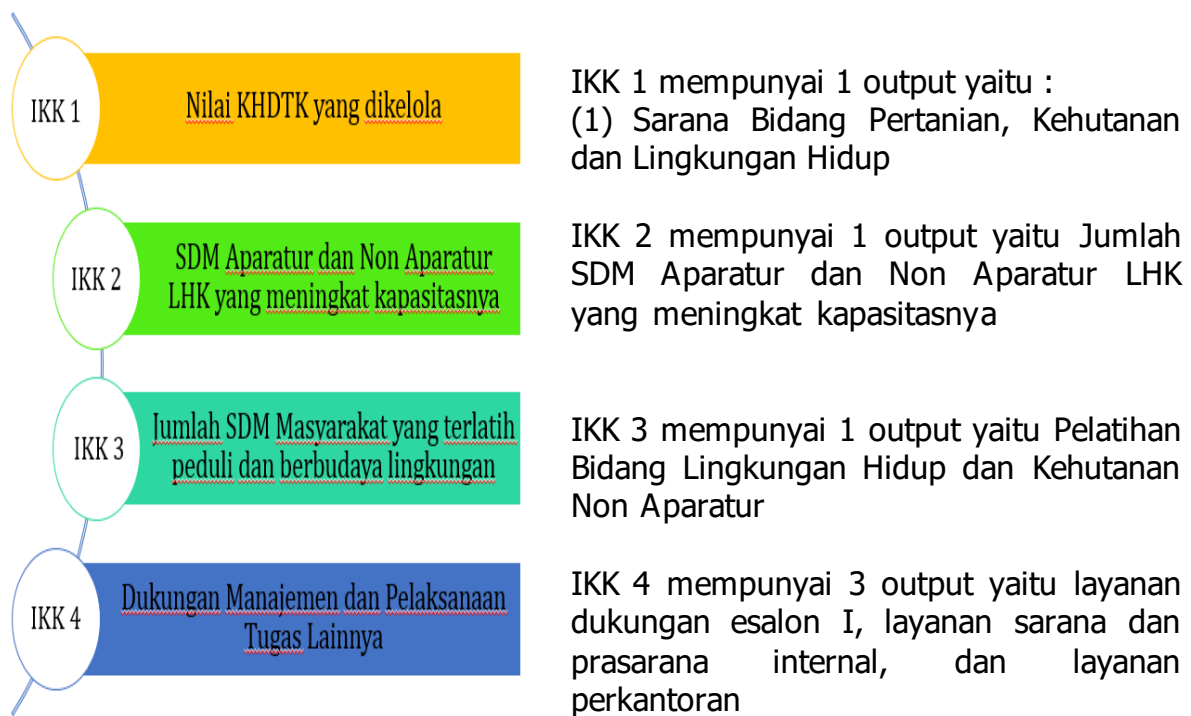 IKK 1
Nilai KHDTK yang dikelola
IKK 1 mempunyai 1 output yaitu :
(1) Sarana Bidang Pertanian, Kehutanan
dan Lingkungan Hidup
IKK 2
SDM Aparatur dan Non Aparatur
LHK yang meningkat kapasitasnya
IKK 2 mempunyai 1 output yaitu Jumlah
SDM Aparatur dan Non Aparatur LHK
yang meningkat kapasitasnya
IKK 3
Jumlah SDM Masyarakat yang terlatih
peduli dan berbudaya lingkungan
IKK 3 mempunyai 1 output yaitu Pelatihan
Bidang Lingkungan Hidup dan Kehutanan
Non Aparatur
IKK 4
Dukungan Manajemen dan Pelaksanaan
Tugas Lainnya
IKK 4 mempunyai 3 output yaitu layanan
dukungan esalon I, layanan sarana dan
prasarana internal, dan layanan
perkantoran